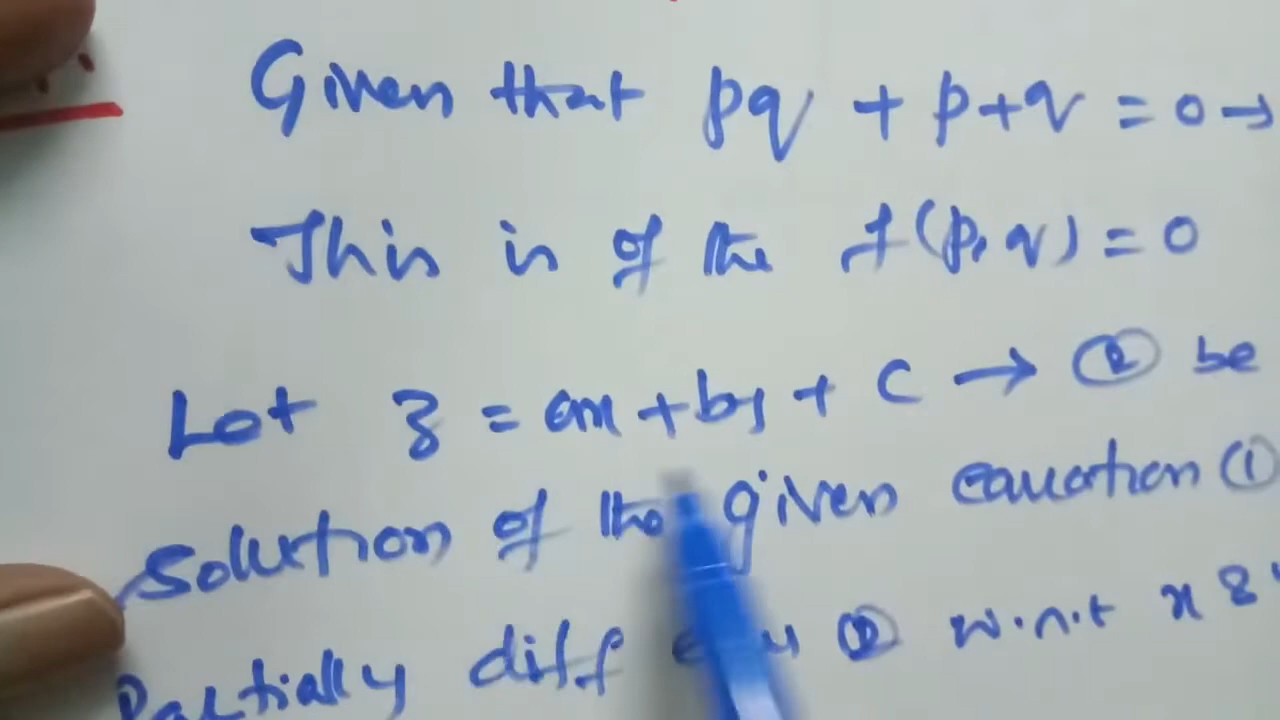 Given that pq + p+q = 0 →
This is of the f(p,q) = 0
Let z = ax + by + c → ② be
Solution of the given equation ①
Partially diff ② w.r.t x &